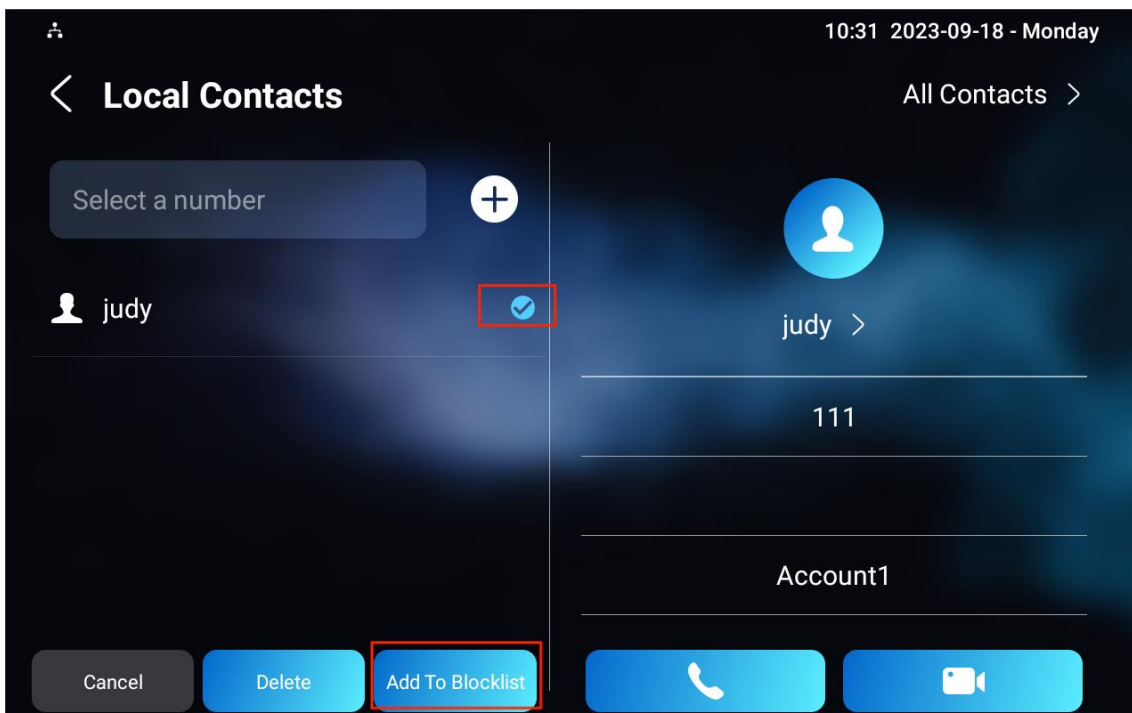 10:31 2023-09-18 - Monday
Local Contacts
All Contacts
Select a number
judy
judy
111
Account1
Cancel
Delete
Add To Blocklist